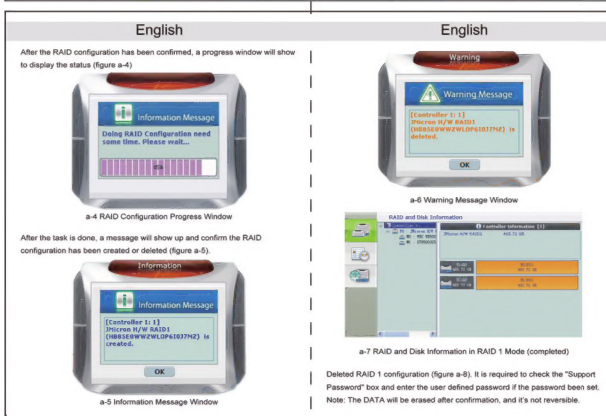 English
After the RAID configuration has been confirmed, a progress window will show
to display the status (figure a-4)
Information Message
Doing RAID Configuration need
some time. Please wait...
a-4 RAID Configuration Progress Window
After the task is done, a message will show up and confirm the RAID
configuration has been created or deleted (figure a-5).
Information
Information Message
[Controller 1: 1]
JMicron H/W RAID1
is
created.
OK
a-5 Information Message Window
English
Warning
Warning Message
[Controller 1: 1]
JMicron H/W RAID1
is
deleted.
OK
a-6 Warning Message Window
RAID and Disk Information
Controller Information [1]
JMicron H/W RAID1
a-7 RAID and Disk Information in RAID 1 Mode (completed)
Deleted RAID 1 configuration (figure a-8). It is required to check the "Support
Password" box and enter the user defined password if the password been set.
Note: The DATA will be erased after confirmation, and it's not reversible.